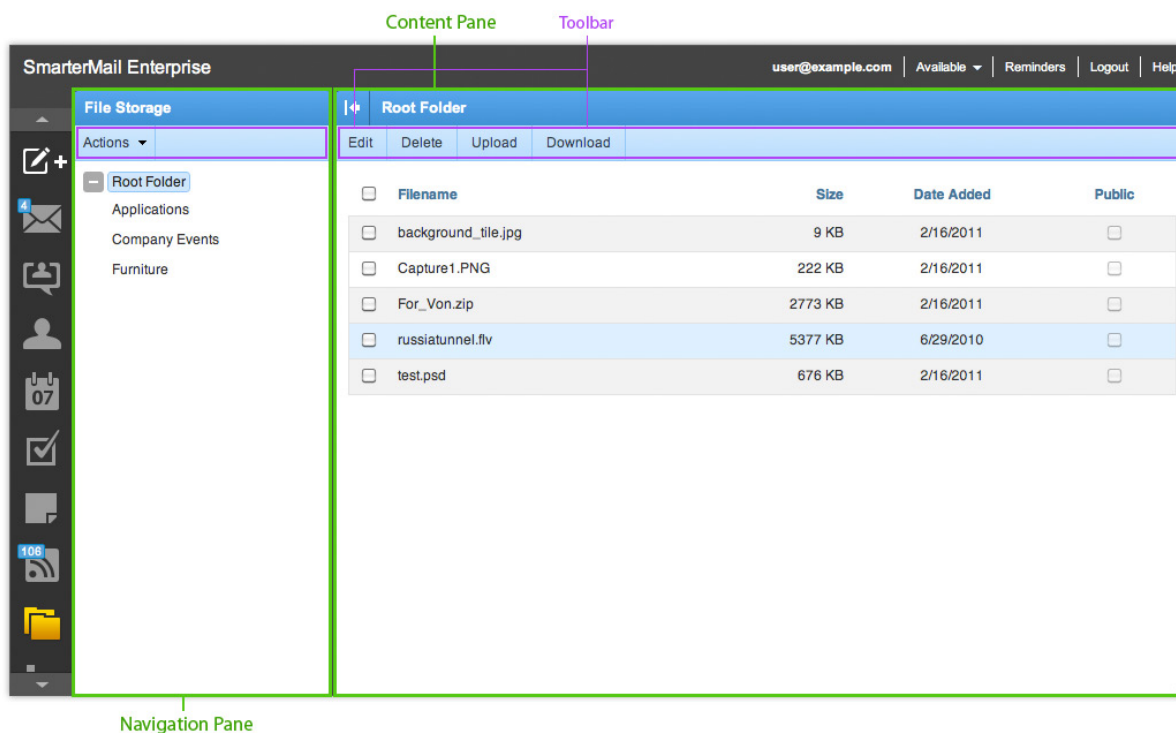 Content Pane
Toolbar
SmarterMail Enterprise
user@example.com Available Reminders Logout Help
File Storage
Root Folder
Actions
Edit Delete Upload Download
Root Folder
Applications
Company Events
Furniture
Filename Size Date Added Public
background_tile.jpg 9 KB 2/16/2011
Capture1.PNG 222 KB 2/16/2011
For_Von.zip 2773 KB 2/16/2011
russiatunnel.flv 5377 KB 6/29/2010
test.psd 676 KB 2/16/2011
4
07
106
Navigation Pane